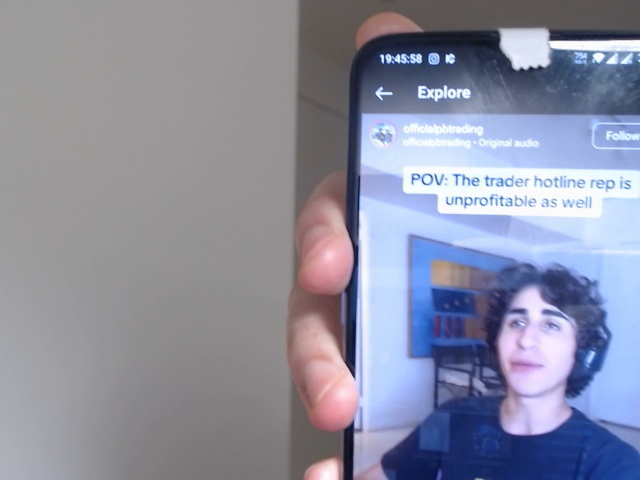 19:45:58
Explore
officialpbtrading
officialpbtrading • Original audio
Follow
POV: The trader hotline rep is
unprofitable as well